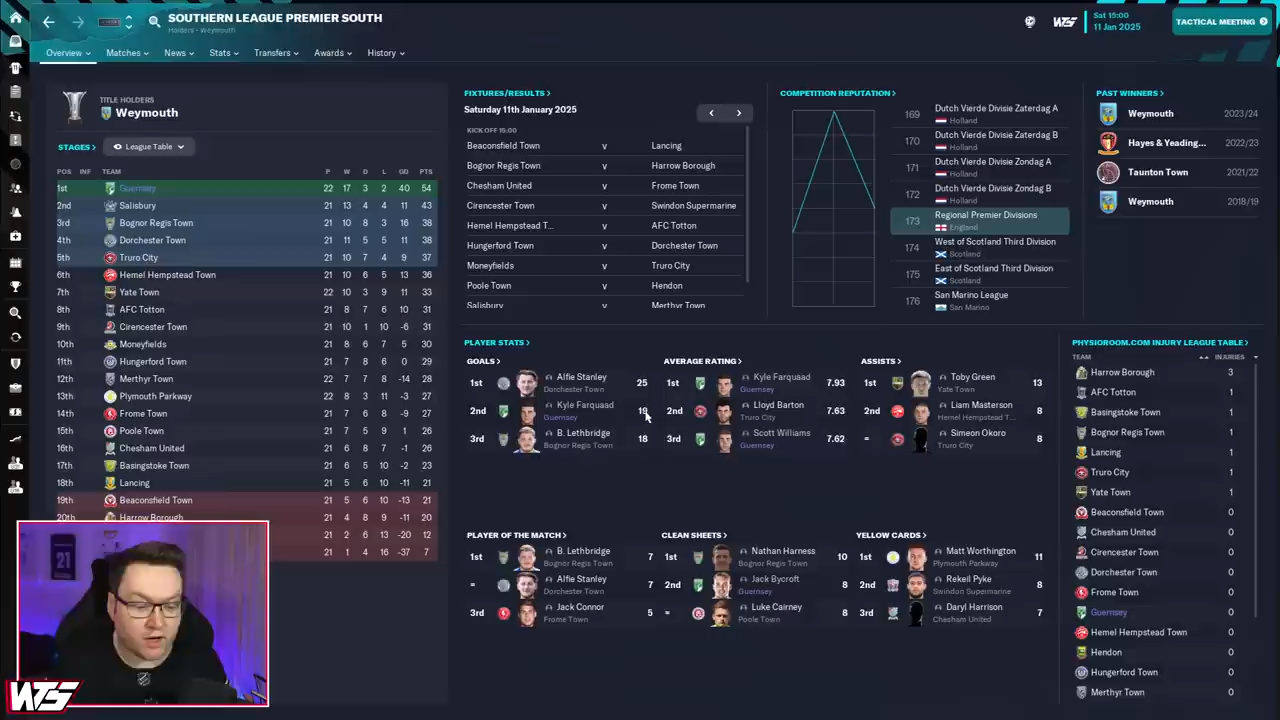 SOUTHERN LEAGUE PREMIER SOUTH
Holders - Weymouth
WTS
Sat 15:00
11 Jan 2025
TACTICAL MEETING
Overview
Matches
News
Stats
Transfers
Awards
History
TITLE HOLDERS
Weymouth
STAGES
League Table
POS INF TEAM P W D L GD PTS
1st Guernsey 22 17 3 2 40 54
2nd Salisbury 21 13 4 4 11 43
3rd Bognor Regis Town 21 10 8 3 16 38
4th Dorchester Town 21 11 5 5 11 38
5th Truro City 21 10 7 4 9 37
6th Hemel Hempstead Town 21 10 6 5 13 36
7th Yate Town 22 10 3 9 11 33
8th AFC Totton 21 8 7 6 10 31
9th Cirencester Town 21 10 1 10 -6 31
10th Moneyfields 21 8 6 7 5 30
11th Hungerford Town 21 7 8 6 0 29
12th Merthyr Town 22 7 7 8 -14 28
13th Plymouth Parkway 22 8 3 11 -3 27
14th Frome Town 21 7 6 8 -9 27
15th Poole Town 21 7 5 9 1 26
16th Chesham United 21 6 8 7 -1 26
17th Basingstoke Town 21 6 5 10 -2 23
18th Lancing 21 5 6 10 -11 21
19th Beaconsfield Town 21 5 6 10 -13 21
20th Harrow Borough 21 4 8 9 -11 20
21 2 6 13 -20 12
21 1 4 16 -37 7
FIXTURES/RESULTS
Saturday 11th January 2025
KICK OFF 15:00
Beaconsfield Town v Lancing
Bognor Regis Town v Harrow Borough
Chesham United v Frome Town
Cirencester Town v Swindon Supermarine
Hemel Hempstead T... v AFC Totton
Hungerford Town v Dorchester Town
Moneyfields v Truro City
Poole Town v Hendon
Salisbury v Merthyr Town
COMPETITION REPUTATION
169 Dutch Vierde Divisie Zaterdag A
Holland
170 Dutch Vierde Divisie Zaterdag B
Holland
171 Dutch Vierde Divisie Zondag A
Holland
172 Dutch Vierde Divisie Zondag B
Holland
173 Regional Premier Divisions
England
174 West of Scotland Third Division
Scotland
175 East of Scotland Third Division
Scotland
176 San Marino League
San Marino
PAST WINNERS
Weymouth 2023/24
Hayes & Yeading... 2022/23
Taunton Town 2021/22
Weymouth 2018/19
PLAYER STATS
GOALS
1st Alfie Stanley 25
Dorchester Town
2nd Kyle Farquaad 19
Guernsey
3rd B. Lethbridge 18
Bognor Regis Town
AVERAGE RATING
1st Kyle Farquaad 7.93
Guernsey
2nd Lloyd Barton 7.63
Truro City
3rd Scott Williams 7.62
Guernsey
ASSISTS
1st Toby Green 13
Yate Town
2nd Liam Masterson 8
Hemel Hempstead T...
= Simeon Okoro 8
Truro City
PLAYER OF THE MATCH
1st B. Lethbridge 7
Bognor Regis Town
= Alfie Stanley 7
Dorchester Town
3rd Jack Connor 5
Frome Town
CLEAN SHEETS
1st Nathan Harness 10
Bognor Regis Town
2nd Jack Bycroft 8
Guernsey
= Luke Cairney 8
Poole Town
YELLOW CARDS
1st Matt Worthington 11
Plymouth Parkway
2nd Rekeil Pyke 8
Swindon Supermarine
3rd Daryl Harrison 7
Chesham United
PHYSIOROOM.COM INJURY LEAGUE TABLE
TEAM INJURIES
Harrow Borough 3
AFC Totton 1
Basingstoke Town 1
Bognor Regis Town 1
Lancing 1
Truro City 1
Yate Town 1
Beaconsfield Town 0
Chesham United 0
Cirencester Town 0
Dorchester Town 0
Frome Town 0
Guernsey 0
Hemel Hempstead Town 0
Hendon 0
Hungerford Town 0
Merthyr Town 0
21
WTS